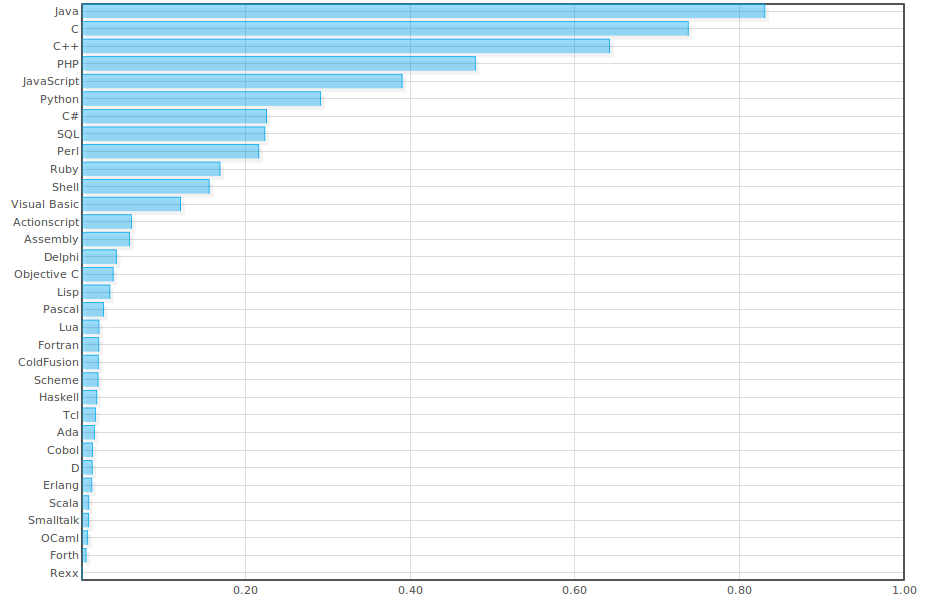 Java
C
C++
PHP
JavaScript
Python
C#
SQL
Perl
Ruby
Shell
Visual Basic
Actionscript
Assembly
Delphi
Objective C
Lisp
Pascal
Lua
Fortran
ColdFusion
Scheme
Haskell
Tcl
Ada
Cobol
D
Erlang
Scala
Smalltalk
OCaml
Forth
Rexx
0.20 0.40 0.60 0.80 1.00